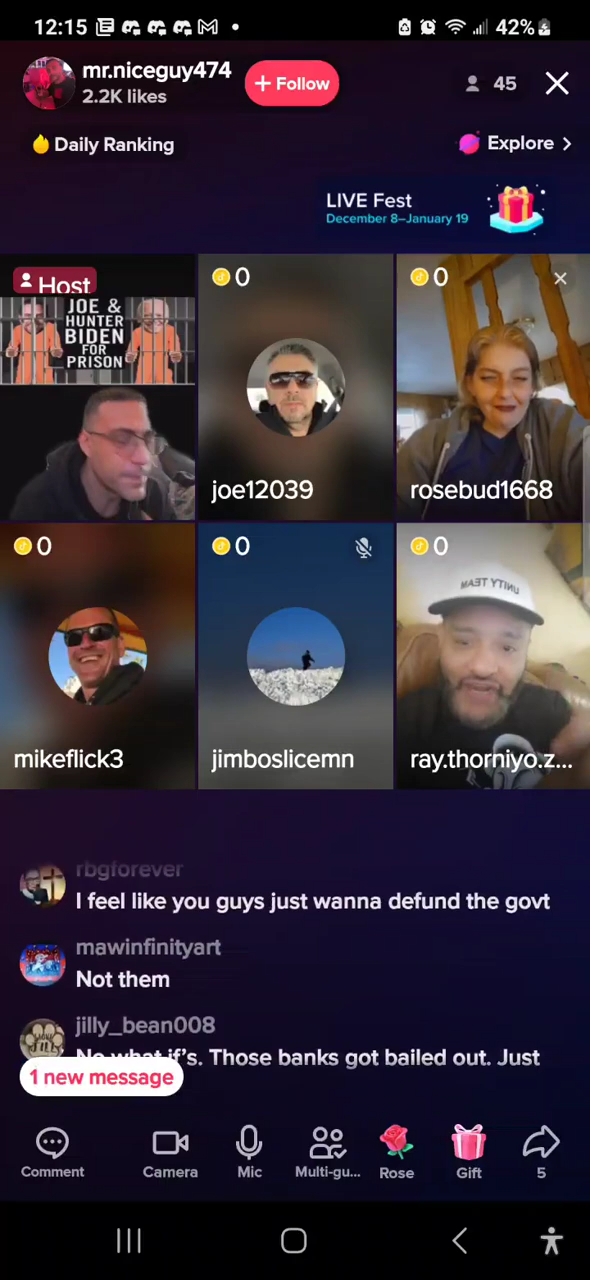 12:15
42%
mr.niceguy474
2.2K likes
+ Follow
45
Daily Ranking
Explore >
LIVE Fest
December 8–January 19
Host
JOE &
HUNTER
BIDEN
FOR
PRISON
0
joe12039
0
rosebud1668
0
mikeflick3
0
jimboslicemn
0
UNITY TEAM
ray.thorniyo.z...
rbgforever
I feel like you guys just wanna defund the govt
mawinfinityart
Not them
jilly_bean008
No what if's. Those banks got bailed out. Just
1 new message
Comment
Camera
Mic
Multi-gu...
Rose
Gift
5